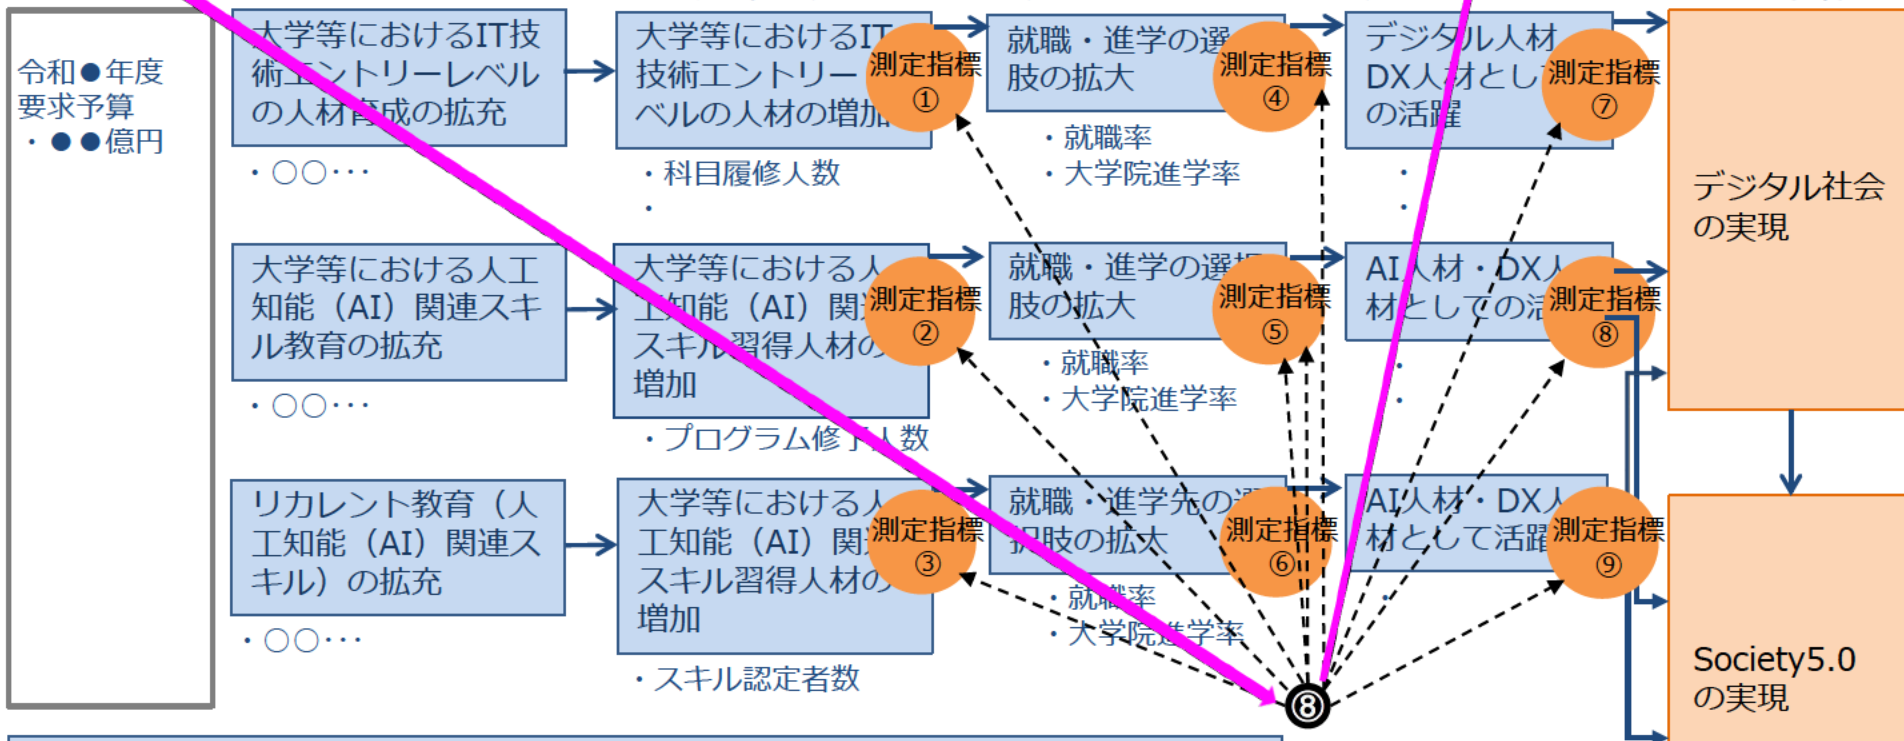 令和●年度
要求予算
・●●億円
大学等におけるIT技
術エントリーレベル
の人材育成の拡充
・〇〇･･･
大学等におけるIT
技術エントリー
ベルの人材の増加
測定指標
①
・科目履修人数
・
就職・進学の選
肢の拡大
測定指標
④
・就職率
・大学院進学率
デジタル人材
DX人材とし
の活躍
測定指標
⑦
・
・
大学等における人工
知能（AI）関連スキ
ル教育の拡充
・〇〇･･･
大学等における人
工知能（AI）関
スキル習得人材の
増加
測定指標
②
・プログラム修了人数
就職・進学の選択
肢の拡大
測定指標
⑤
・就職率
・大学院進学率
AI人材・DX人
材としての活
測定指標
⑧
・
・
リカレント教育（人
工知能（AI）関連ス
キル）の拡充
・〇〇･･･
大学等における人
工知能（AI）関
スキル習得人材の
増加
測定指標
③
・スキル認定者数
就職・進学先の選
択肢の拡大
測定指標
⑥
・就職率
・大学院進学率
AI人材・DX人
材として活躍
測定指標
⑨
・
デジタル社会
の実現
Society5.0
の実現
⑧